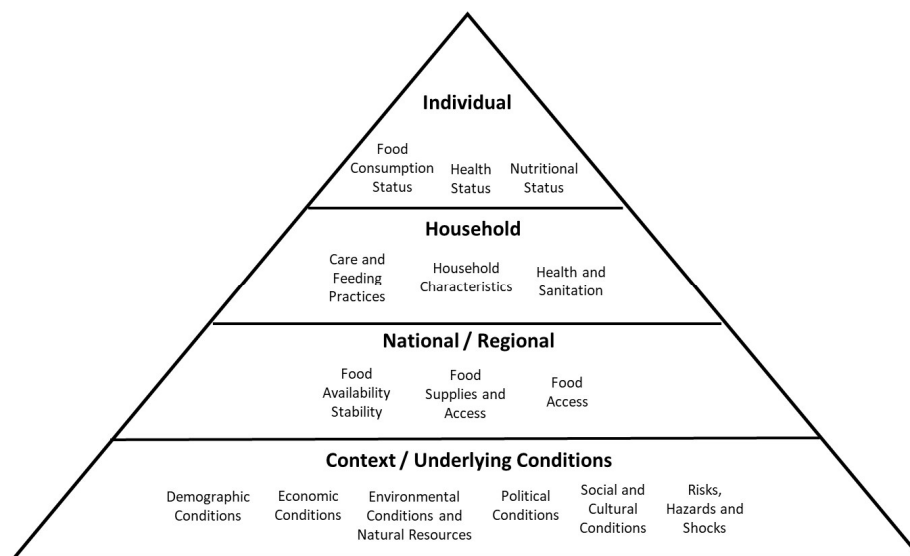 Individual
Food
Consumption
Status
Health
Status
Nutritional
Status
Household
Care and
Feeding
Practices
Household
Characteristics
Health and
Sanitation
National / Regional
Food
Availability
Stability
Food
Supplies and
Access
Food
Access
Context / Underlying Conditions
Demographic
Conditions
Economic
Conditions
Environmental
Conditions and
Natural Resources
Political
Conditions
Social and
Cultural
Conditions
Risks,
Hazards and
Shocks